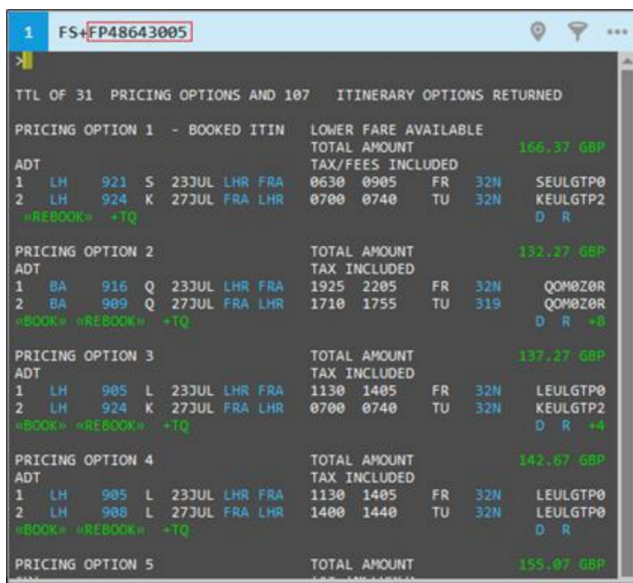 1 FS+FP48643005
>
TTL OF 31 PRICING OPTIONS AND 107 ITINERARY OPTIONS RETURNED
PRICING OPTION 1 - BOOKED ITIN LOWER FARE AVAILABLE
TOTAL AMOUNT 166.37 GBP
ADT TAX/FEES INCLUDED
1 LH 921 S 23JUL LHR FRA 0630 0905 FR 32N SEULGTP0
2 LH 924 K 27JUL FRA LHR 0700 0740 TU 32N KEULGTP2
«REBOOK» +TQ D R
PRICING OPTION 2 TOTAL AMOUNT 132.27 GBP
ADT TAX INCLUDED
1 BA 916 Q 23JUL LHR FRA 1925 2205 FR 32N QOM0Z0R
2 BA 909 Q 27JUL FRA LHR 1710 1755 TU 319 QOM0Z0R
«BOOK» «REBOOK» +TQ D R +8
PRICING OPTION 3 TOTAL AMOUNT 137.27 GBP
ADT TAX INCLUDED
1 LH 905 L 23JUL LHR FRA 1130 1405 FR 32N LEULGTP0
2 LH 924 K 27JUL FRA LHR 0700 0740 TU 32N KEULGTP2
«BOOK» «REBOOK» +TQ D R +4
PRICING OPTION 4 TOTAL AMOUNT 142.67 GBP
ADT TAX INCLUDED
1 LH 905 L 23JUL LHR FRA 1130 1405 FR 32N LEULGTP0
2 LH 908 L 27JUL FRA LHR 1400 1440 TU 32N LEULGTP0
«BOOK» «REBOOK» +TQ D R
PRICING OPTION 5 TOTAL AMOUNT 155.07 GBP